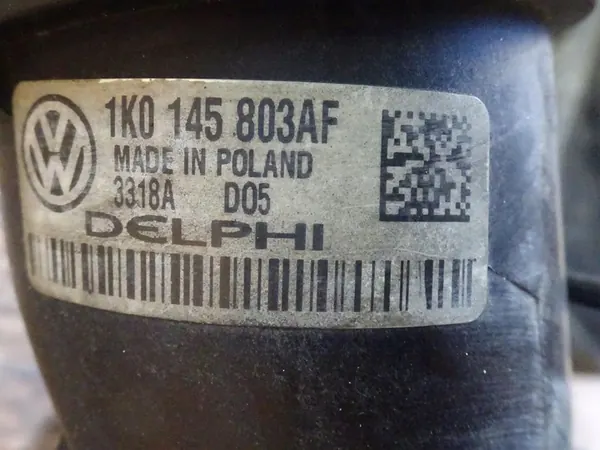 1K0 145 803AF
MADE IN POLAND
3318A D05
DELPHI